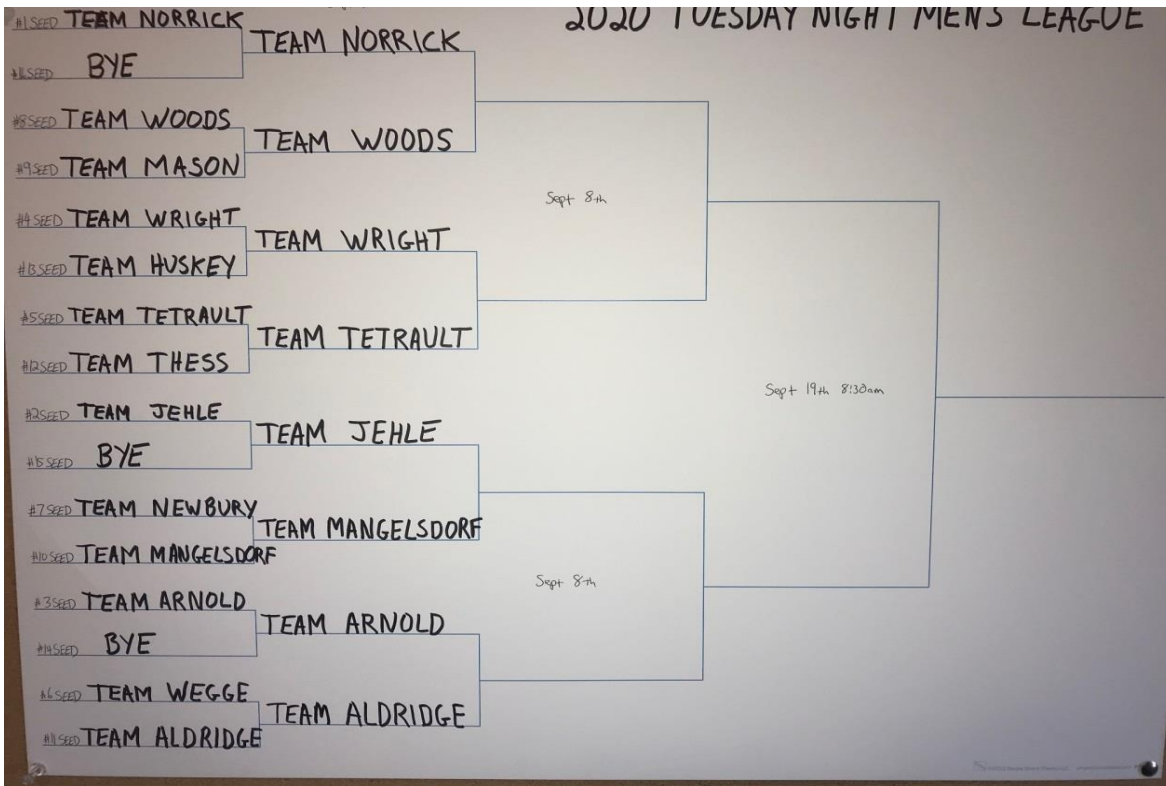 2020 TUESDAY NIGHT MENS LEAGUE
#1 SEED TEAM NORRICK
TEAM NORRICK
#16 SEED BYE
#8 SEED TEAM WOODS
TEAM WOODS
#9 SEED TEAM MASON
Sept 8th
#4 SEED TEAM WRIGHT
TEAM WRIGHT
#13 SEED TEAM HUSKEY
#5 SEED TEAM TETRAULT
TEAM TETRAULT
#12 SEED TEAM THESS
Sept 19th 8:30am
#2 SEED TEAM JEHLE
TEAM JEHLE
#15 SEED BYE
#7 SEED TEAM NEWBURY
TEAM MANGELSDORF
#10 SEED TEAM MANGELSDORF
Sept 8th
#3 SEED TEAM ARNOLD
TEAM ARNOLD
#14 SEED BYE
#6 SEED TEAM WEGGE
TEAM ALDRIDGE
#11 SEED TEAM ALDRIDGE